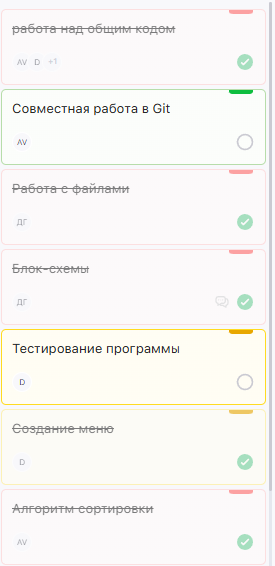 работа над общим кодом
AV D +1
Совместная работа в Git
AV
Работа с файлами
ДГ
Блок-схемы
ДГ
Тестирование программы
D
Создание меню
D
Алгоритм сортировки
AV